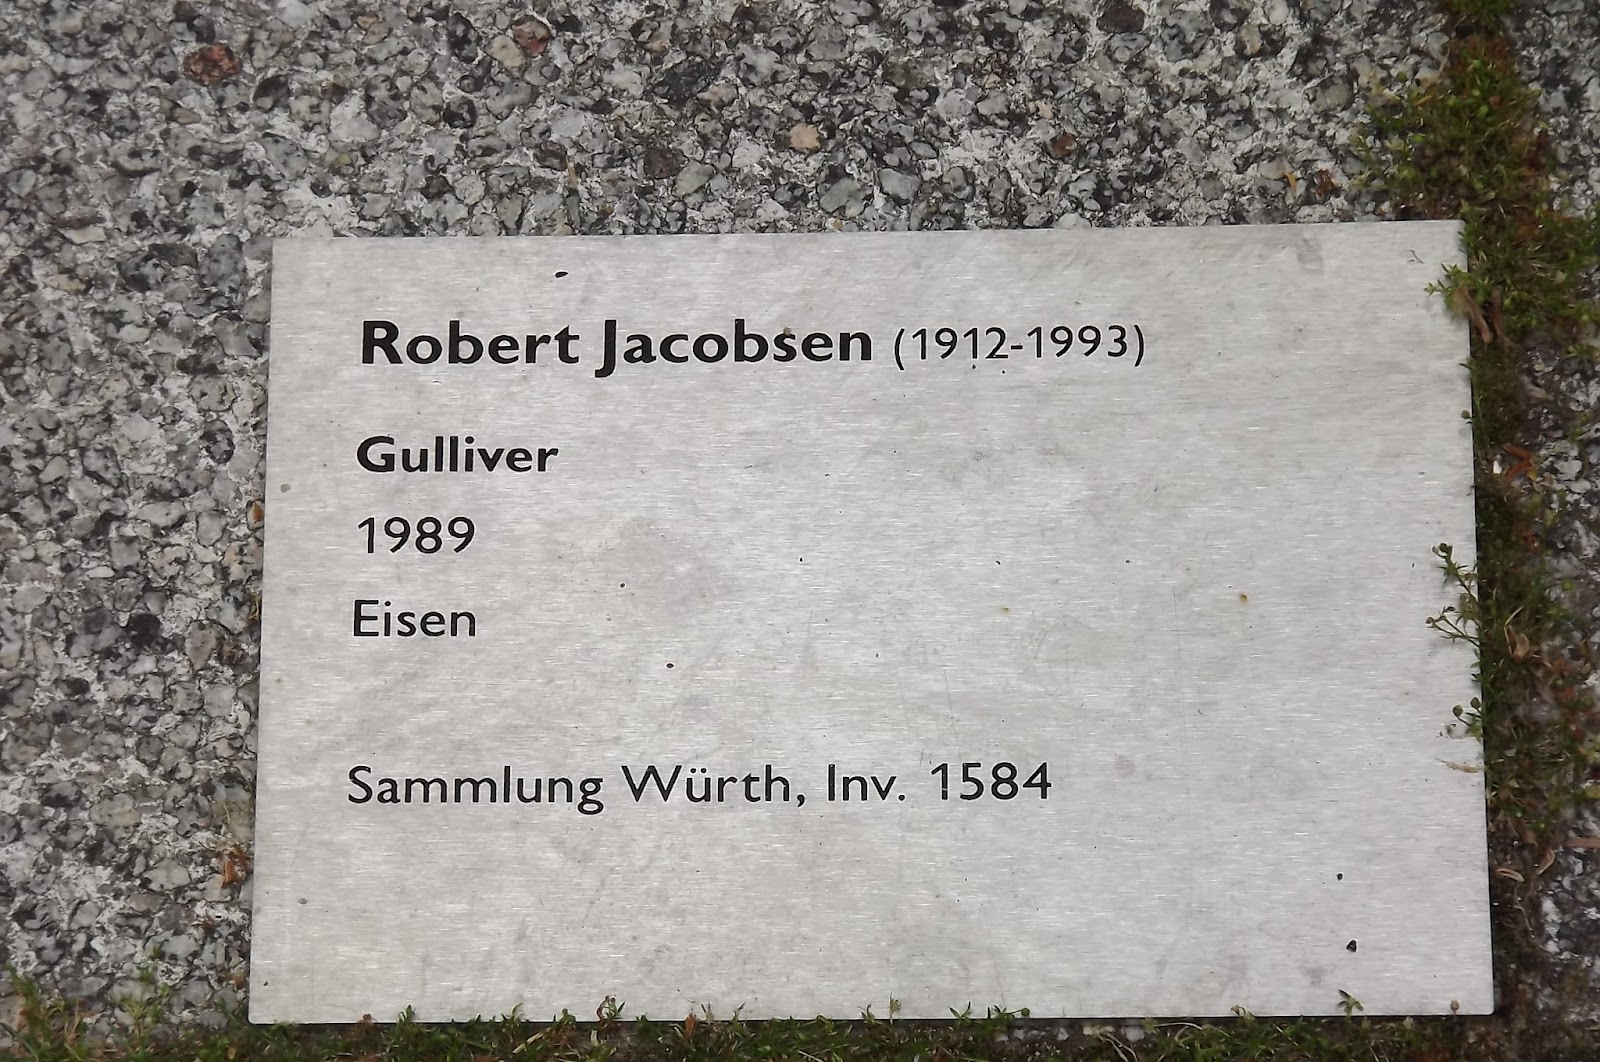 Robert Jacobsen (1912-1993)
Gulliver
1989
Eisen
Sammlung Würth, Inv. 1584